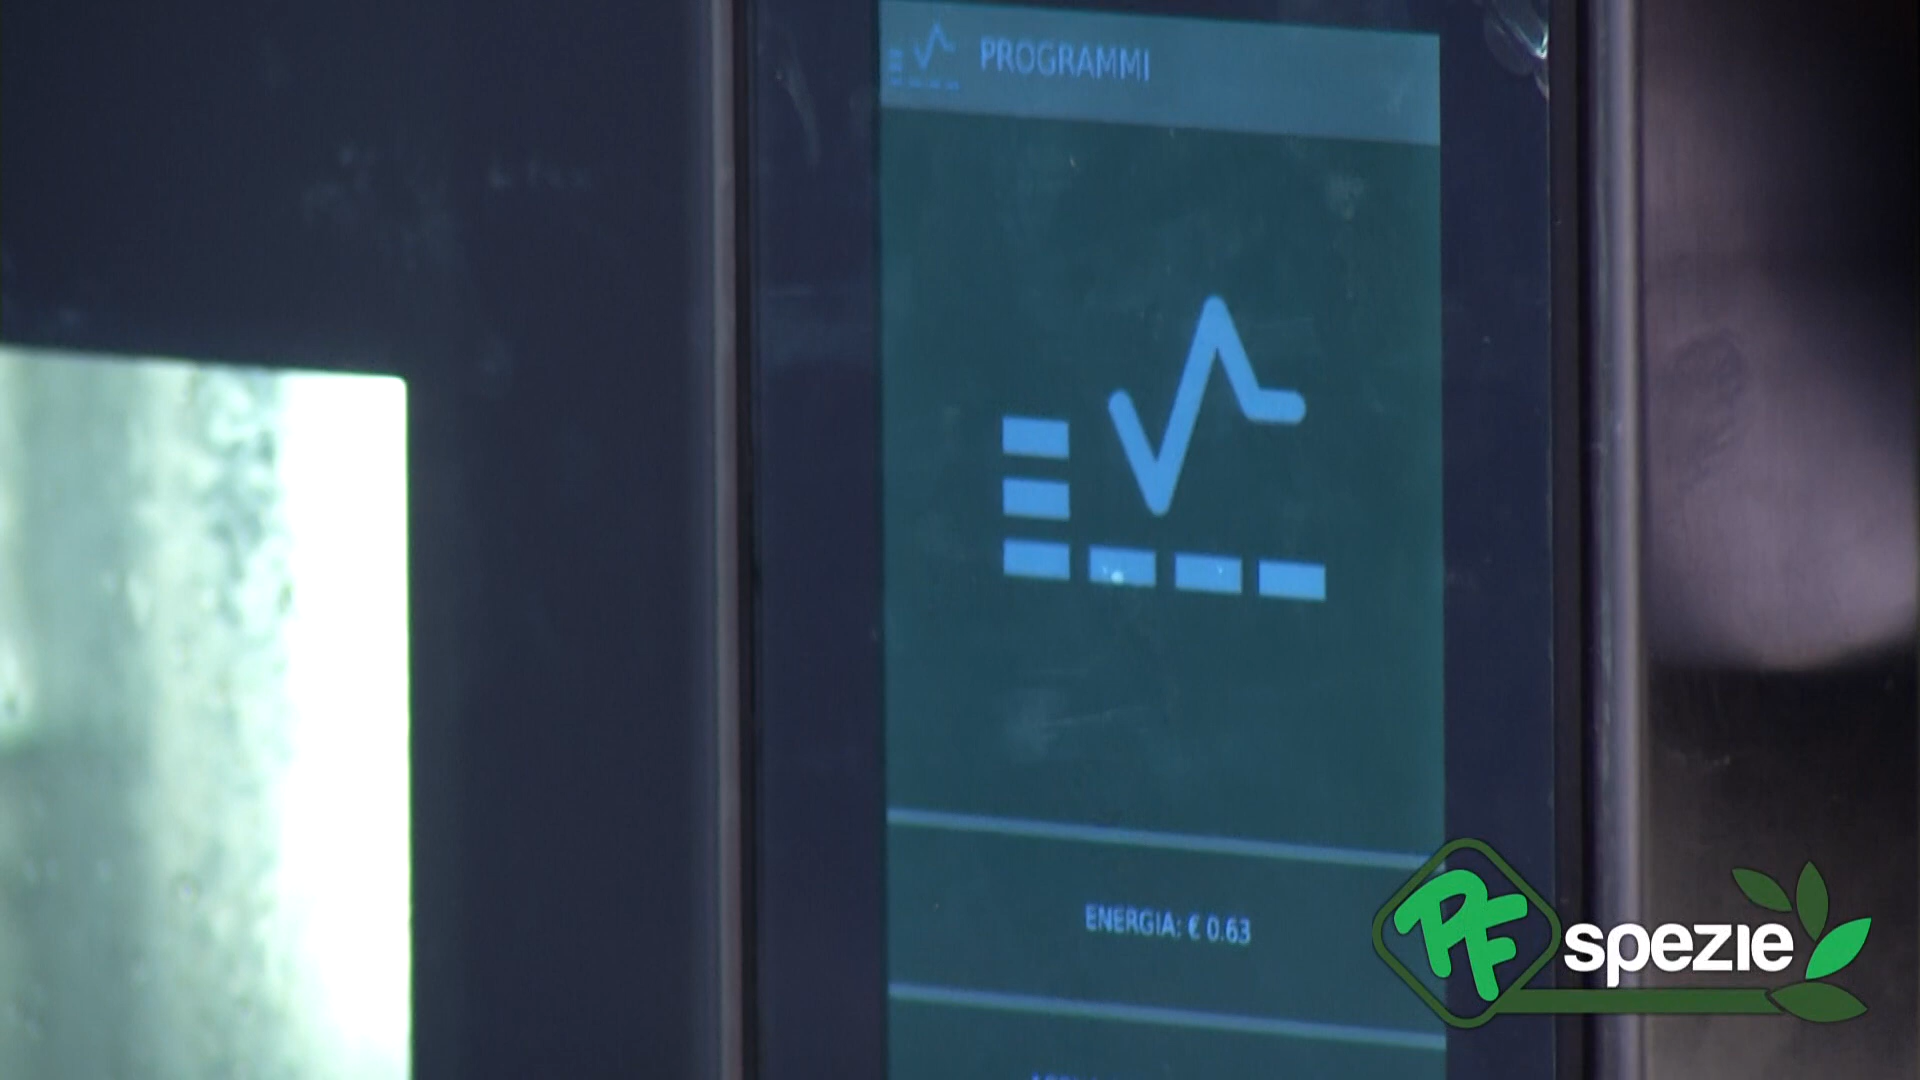 PROGRAMMI
ENERGIA: € 0.63
PF
spezie